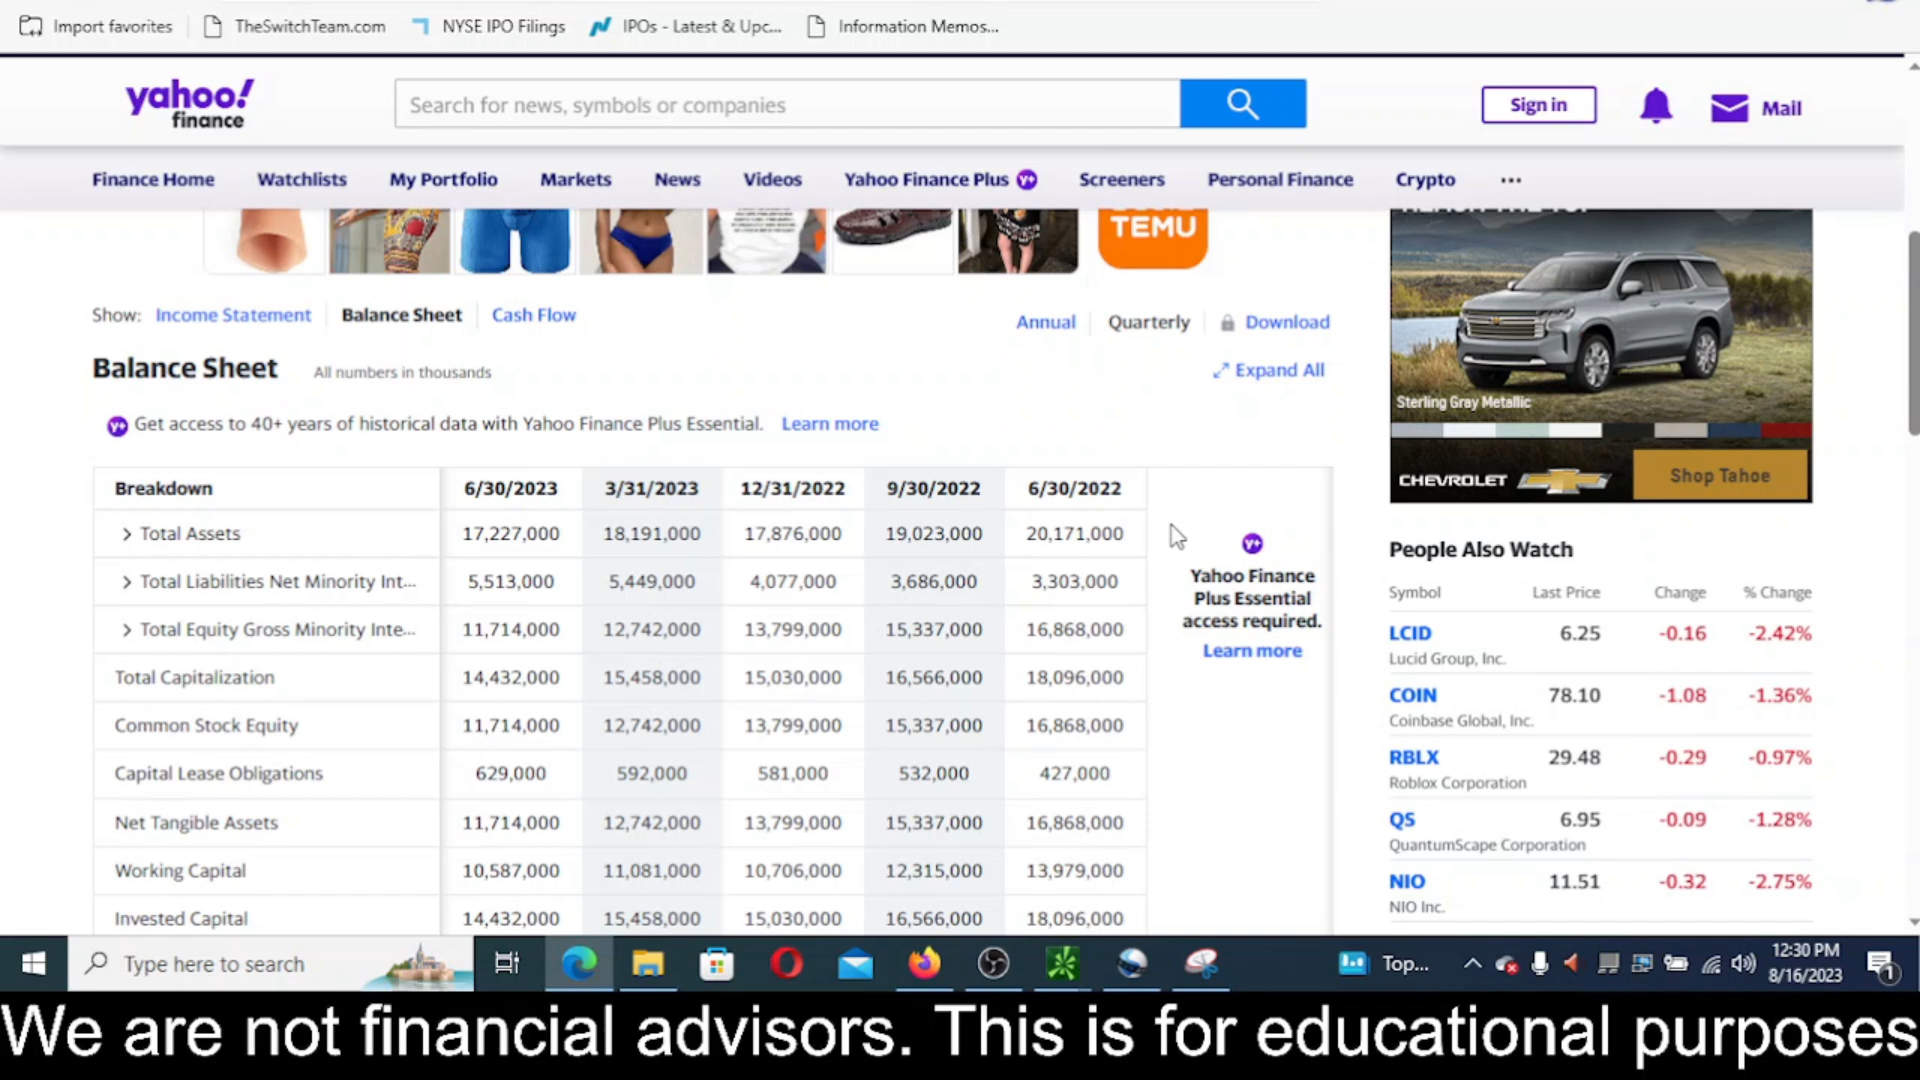 Import favorites TheSwitchTeam.com NYSE IPO Filings IPOs - Latest & Upc... Information Memos...
yahoo!
finance
Search for news, symbols or companies
Sign in
Mail
Finance Home Watchlists My Portfolio Markets News Videos Yahoo Finance Plus Y+ Screeners Personal Finance Crypto ...
TEMU
Show: Income Statement Balance Sheet Cash Flow
Annual Quarterly Download
Balance Sheet All numbers in thousands
Expand All
Y+ Get access to 40+ years of historical data with Yahoo Finance Plus Essential. Learn more
Breakdown 6/30/2023 3/31/2023 12/31/2022 9/30/2022 6/30/2022
Total Assets 17,227,000 18,191,000 17,876,000 19,023,000 20,171,000
Total Liabilities Net Minority Int... 5,513,000 5,449,000 4,077,000 3,686,000 3,303,000
Total Equity Gross Minority Inte... 11,714,000 12,742,000 13,799,000 15,337,000 16,868,000
Total Capitalization 14,432,000 15,458,000 15,030,000 16,566,000 18,096,000
Common Stock Equity 11,714,000 12,742,000 13,799,000 15,337,000 16,868,000
Capital Lease Obligations 629,000 592,000 581,000 532,000 427,000
Net Tangible Assets 11,714,000 12,742,000 13,799,000 15,337,000 16,868,000
Working Capital 10,587,000 11,081,000 10,706,000 12,315,000 13,979,000
Invested Capital 14,432,000 15,458,000 15,030,000 16,566,000 18,096,000
Y+
Yahoo Finance
Plus Essential
access required.
Learn more
Sterling Gray Metallic
CHEVROLET Shop Tahoe
People Also Watch
Symbol Last Price Change % Change
LCID 6.25 -0.16 -2.42%
Lucid Group, Inc.
COIN 78.10 -1.08 -1.36%
Coinbase Global, Inc.
RBLX 29.48 -0.29 -0.97%
Roblox Corporation
QS 6.95 -0.09 -1.28%
QuantumScape Corporation
NIO 11.51 -0.32 -2.75%
NIO Inc.
Type here to search
Top...
12:30 PM
8/16/2023
1
We are not financial advisors. This is for educational purposes